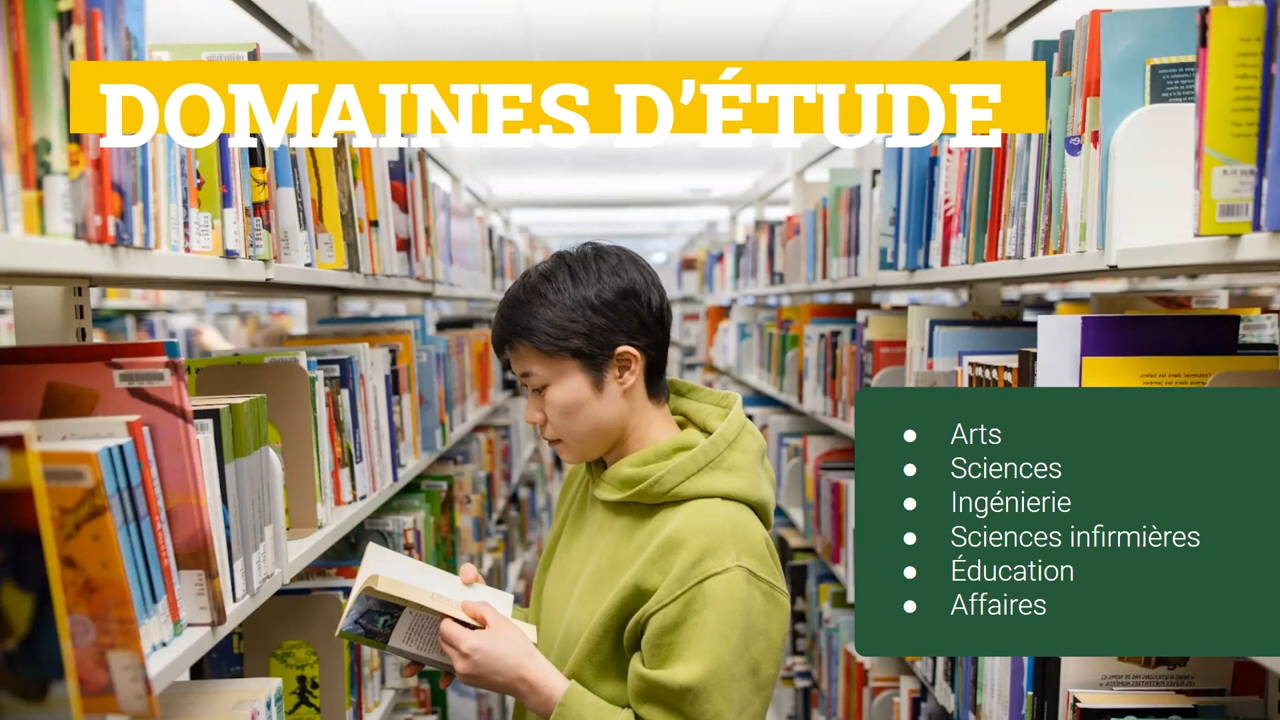 DOMAINES D’ÉTUDE
● Arts
● Sciences
● Ingénierie
● Sciences infirmières
● Éducation
● Affaires